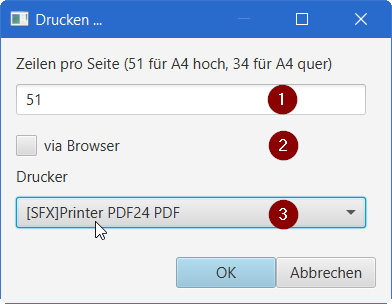 Drucken ...
Zeilen pro Seite (51 für A4 hoch, 34 für A4 quer)
51 1
via Browser 2
Drucker
[SFX]Printer PDF24 PDF 3
OK Abbrechen